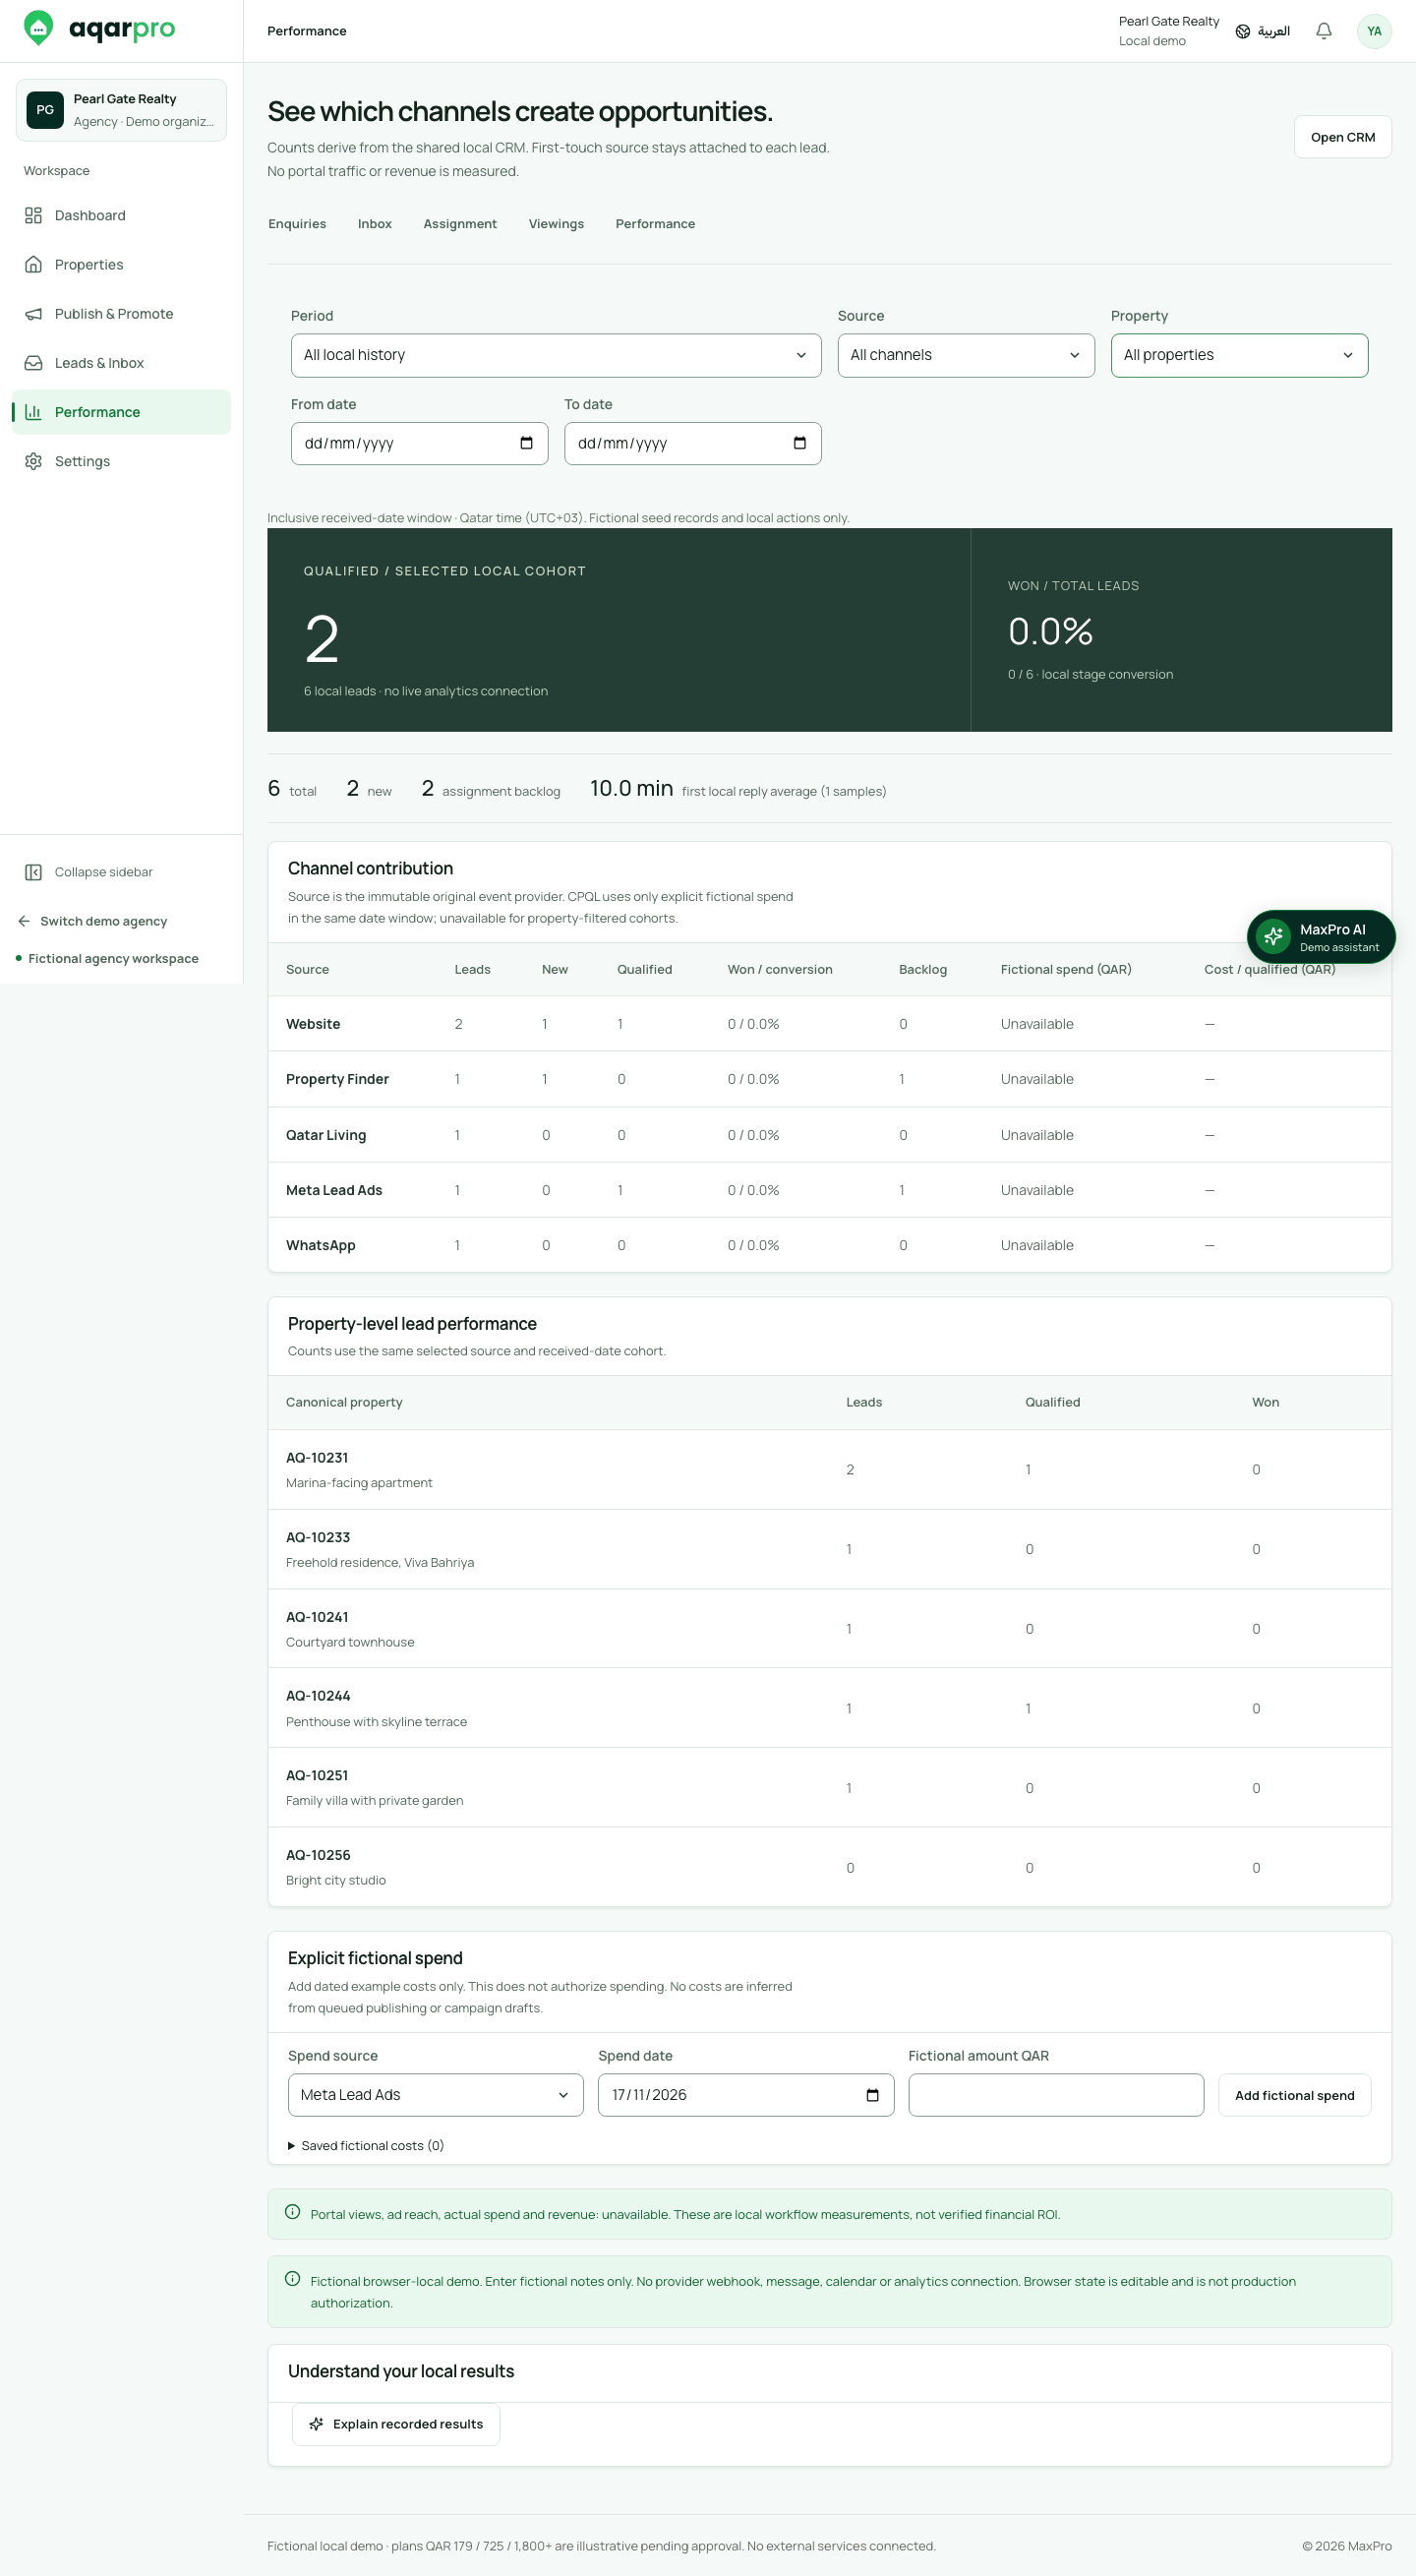 aqarpro
Performance
Pearl Gate Realty
Local demo
العربية
YA
PG
Pearl Gate Realty
Agency · Demo organiz...
Workspace
Dashboard
Properties
Publish & Promote
Leads & Inbox
Performance
Settings
Collapse sidebar
Switch demo agency
Fictional agency workspace
See which channels create opportunities.
Counts derive from the shared local CRM. First-touch source stays attached to each lead.
No portal traffic or revenue is measured.
Open CRM
Enquiries Inbox Assignment Viewings Performance
Period Source Property
All local history All channels All properties
From date To date
dd/mm/yyyy dd/mm/yyyy
Inclusive received-date window · Qatar time (UTC+03). Fictional seed records and local actions only.
QUALIFIED / SELECTED LOCAL COHORT
2
6 local leads · no live analytics connection
WON / TOTAL LEADS
0.0%
0 / 6 · local stage conversion
6 total 2 new 2 assignment backlog 10.0 min first local reply average (1 samples)
Channel contribution
Source is the immutable original event provider. CPQL uses only explicit fictional spend
in the same date window; unavailable for property-filtered cohorts.
MaxPro AI
Demo assistant
Source Leads New Qualified Won / conversion Backlog Fictional spend (QAR) Cost / qualified (QAR)
Website 2 1 1 0 / 0.0% 0 Unavailable —
Property Finder 1 1 0 0 / 0.0% 1 Unavailable —
Qatar Living 1 0 0 0 / 0.0% 0 Unavailable —
Meta Lead Ads 1 0 1 0 / 0.0% 1 Unavailable —
WhatsApp 1 0 0 0 / 0.0% 0 Unavailable —
Property-level lead performance
Counts use the same selected source and received-date cohort.
Canonical property Leads Qualified Won
AQ-10231
Marina-facing apartment
2 1 0
AQ-10233
Freehold residence, Viva Bahriya
1 0 0
AQ-10241
Courtyard townhouse
1 0 0
AQ-10244
Penthouse with skyline terrace
1 1 0
AQ-10251
Family villa with private garden
1 0 0
AQ-10256
Bright city studio
0 0 0
Explicit fictional spend
Add dated example costs only. This does not authorize spending. No costs are inferred
from queued publishing or campaign drafts.
Spend source Spend date Fictional amount QAR
Meta Lead Ads 17/11/2026 Add fictional spend
Saved fictional costs (0)
Portal views, ad reach, actual spend and revenue: unavailable. These are local workflow measurements, not verified financial ROI.
Fictional browser-local demo. Enter fictional notes only. No provider webhook, message, calendar or analytics connection. Browser state is editable and is not production
authorization.
Understand your local results
Explain recorded results
Fictional local demo · plans QAR 179 / 725 / 1,800+ are illustrative pending approval. No external services connected.
© 2026 MaxPro